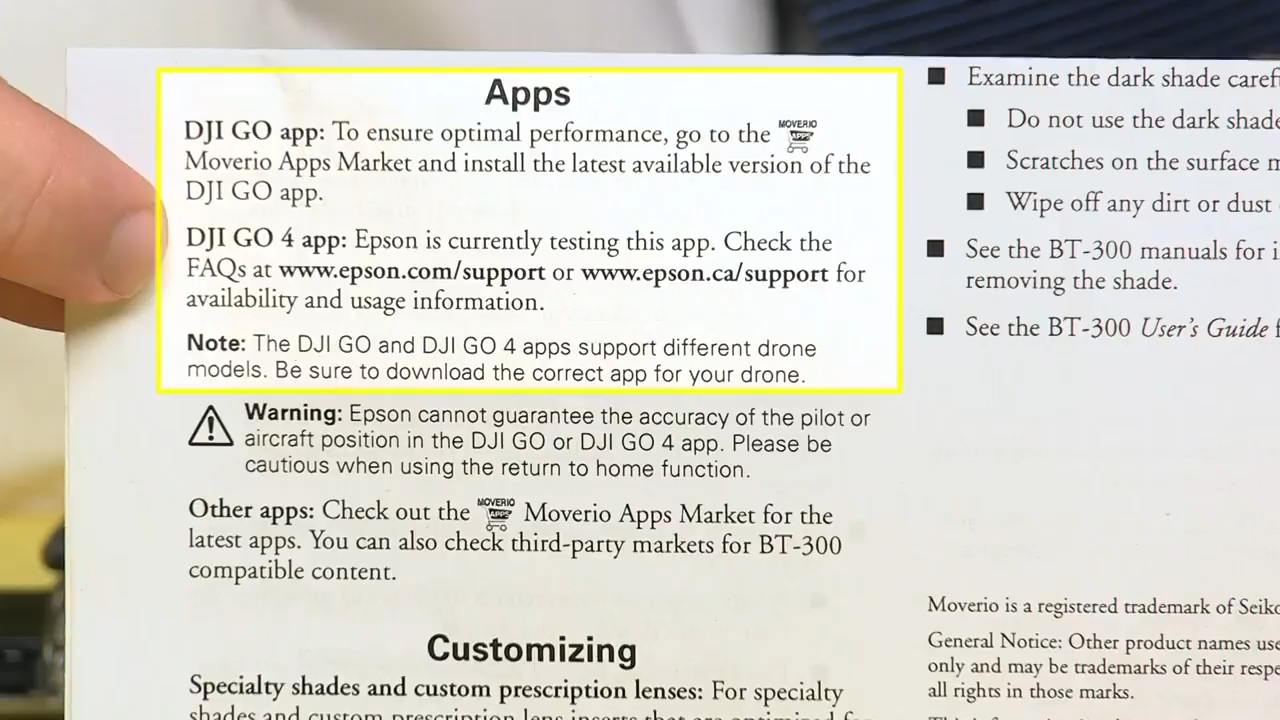 Apps
DJI GO app: To ensure optimal performance, go to the MOVERIO APPS
Moverio Apps Market and install the latest available version of the
DJI GO app.
DJI GO 4 app: Epson is currently testing this app. Check the
FAQs at www.epson.com/support or www.epson.ca/support for
availability and usage information.
Note: The DJI GO and DJI GO 4 apps support different drone
models. Be sure to download the correct app for your drone.
Warning: Epson cannot guarantee the accuracy of the pilot or
aircraft position in the DJI GO or DJI GO 4 app. Please be
cautious when using the return to home function.
Other apps: Check out the MOVERIO APPS Moverio Apps Market for the
latest apps. You can also check third-party markets for BT-300
compatible content.
Customizing
Specialty shades and custom prescription lenses: For specialty
shades and custom prescription lens inserts that are optimized for
■ Examine the dark shade
■ Do not use the dark
■ Scratches on the surface
■ Wipe off any dirt or dust
■ See the BT-300 manuals for
removing the shade.
■ See the BT-300 User's Guide
Moverio is a registered trademark of
General Notice: Other product names
only and may be trademarks of their
all rights in those marks.